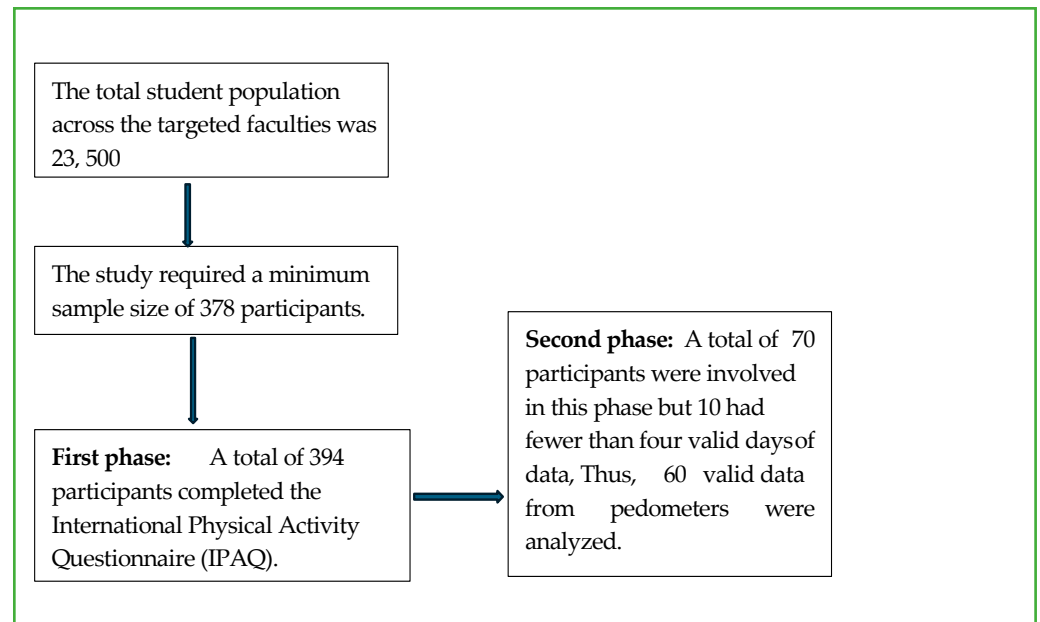 The total student population
across the targeted faculties was
23, 500
The study required a minimum
sample size of 378 participants.
First phase: A total of 394
participants completed the
International Physical Activity
Questionnaire (IPAQ).
Second phase: A total of 70
participants were involved
in this phase but 10 had
fewer than four valid days of
data, Thus, 60 valid data
from pedometers were
analyzed.